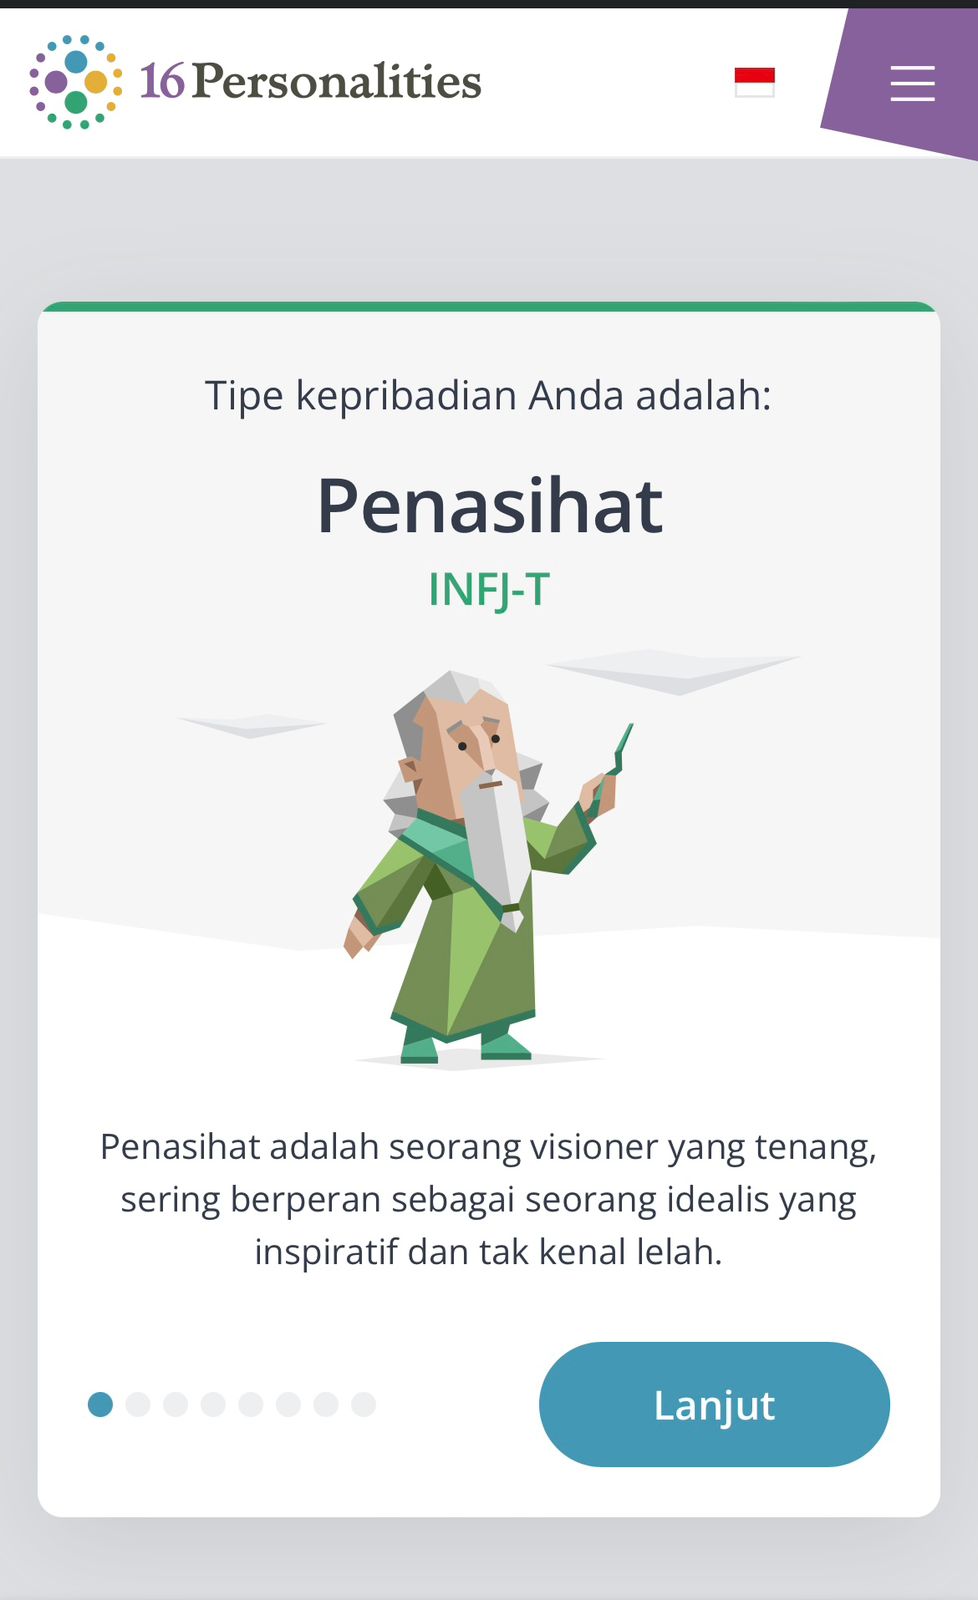 16Personalities
Tipe kepribadian Anda adalah:
Penasihat
INFJ-T
Penasihat adalah seorang visioner yang tenang,
sering berperan sebagai seorang idealis yang
inspiratif dan tak kenal lelah.
Lanjut